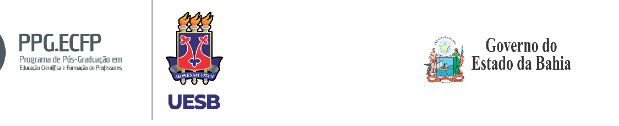 PPG.ECFP
Programa de Pós-Graduação em
Educação Científica e Formação de Professores
UESB
Governo do
Estado da Bahia